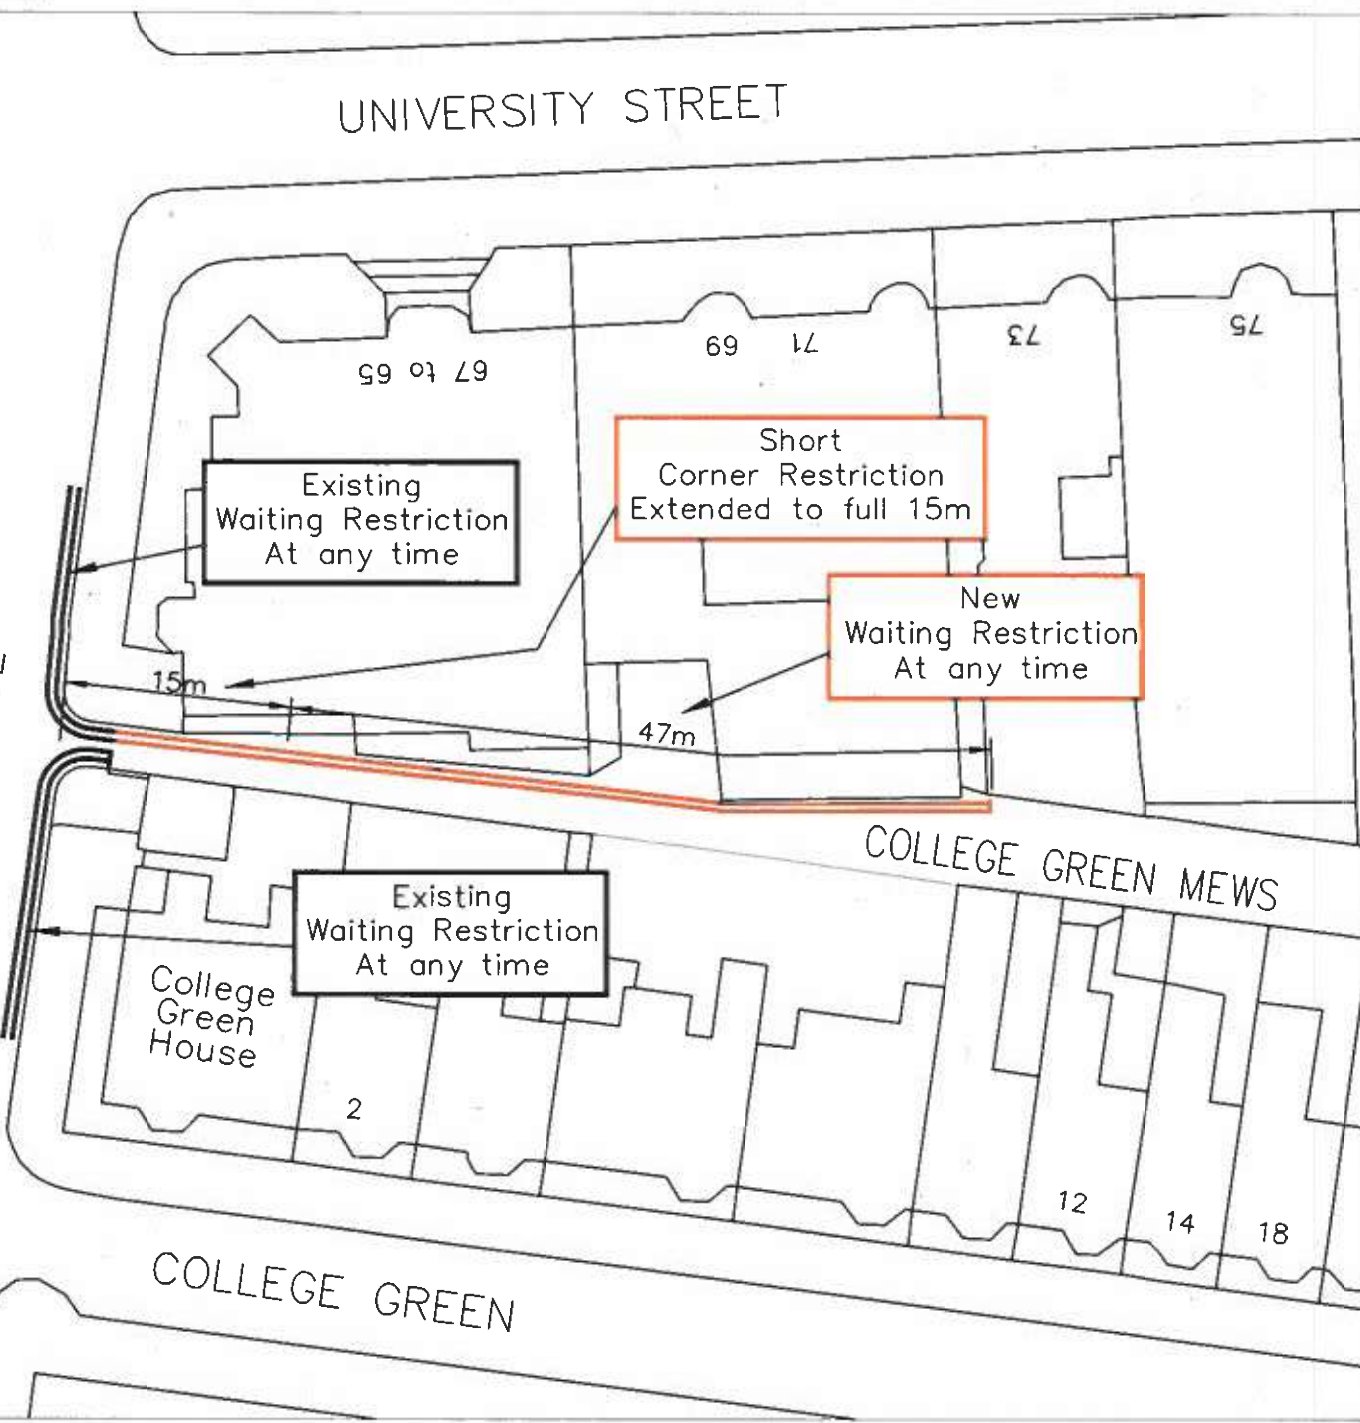 UNIVERSITY STREET
67 to 65
69
71
73
75
Short
Corner Restriction
Extended to full 15m
Existing
Waiting Restriction
At any time
New
Waiting Restriction
At any time
15m
47m
COLLEGE GREEN MEWS
Existing
Waiting Restriction
At any time
College
Green
House
2
12
14
18
COLLEGE GREEN